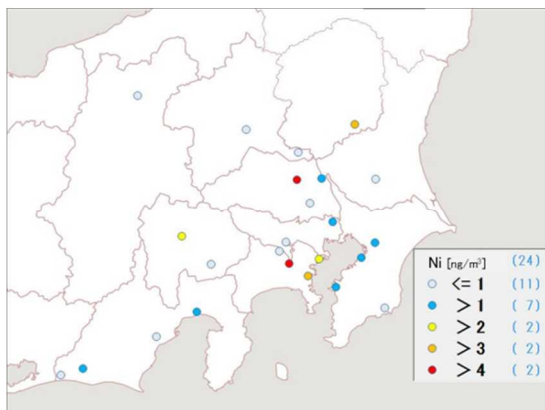 Ni [ng/m³] (24)
<= 1 (11)
> 1 ( 7)
> 2 ( 2)
> 3 ( 2)
> 4 ( 2)